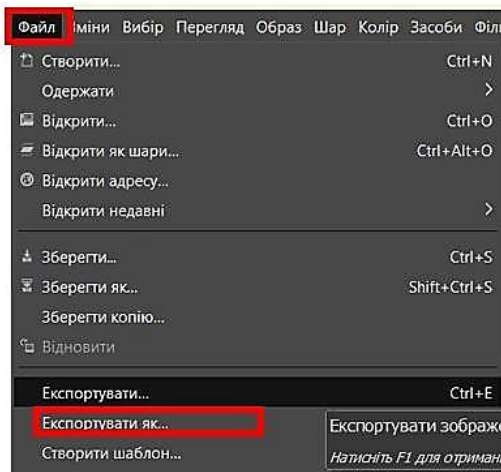 Файл міни Вибір Перегляд Образ Шар Колір Засоби Філ
Створити... Ctrl+N
Одержати
Відкрити... Ctrl+O
Відкрити як шари... Ctrl+Alt+O
Відкрити адресу...
Відкрити недавні
Зберегти... Ctrl+S
Зберегти як... Shift+Ctrl+S
Зберегти копію...
Відновити
Експортувати... Ctrl+E
Експортувати як...
Експортувати зображе
Створити шаблон...
Натисніть F1 для отриман